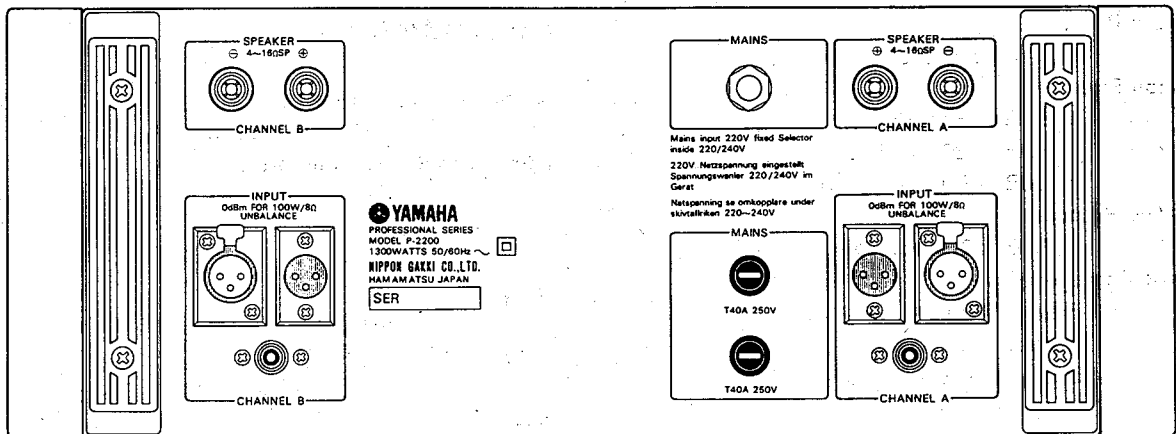 SPEAKER
⊖ 4~16ΩSP ⊕
CHANNEL B
INPUT
0dBm FOR 100W/8Ω
UNBALANCE
CHANNEL B
YAMAHA
PROFESSIONAL SERIES
MODEL P-2200
1300WATTS 50/60Hz ~
NIPPON GAKKI CO.,LTD.
HAMAMATSU JAPAN
SER
MAINS
Mains input 220V fixed Selector
inside 220/240V
220V Netzspannung eingestellt
Spannungswenler 220/240V im
Gerat
Natspanning se omkopplare under
skivtallriken 220~240V
MAINS
T40A 250V
T40A 250V
SPEAKER
⊕ 4~16ΩSP ⊖
CHANNEL A
INPUT
0dBm FOR 100W/8Ω
UNBALANCE
CHANNEL A